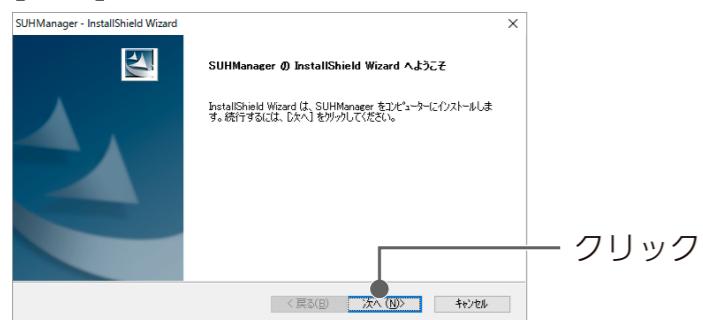 SUHManager - InstallShield Wizard
SUHManager の InstallShield Wizard へようこそ
InstallShield Wizard は、SUHManager をコンピューターにインストールしま
す。続行するには、[次へ] をクリックしてください。
クリック
< 戻る(B)
次へ (N)>
キャンセル